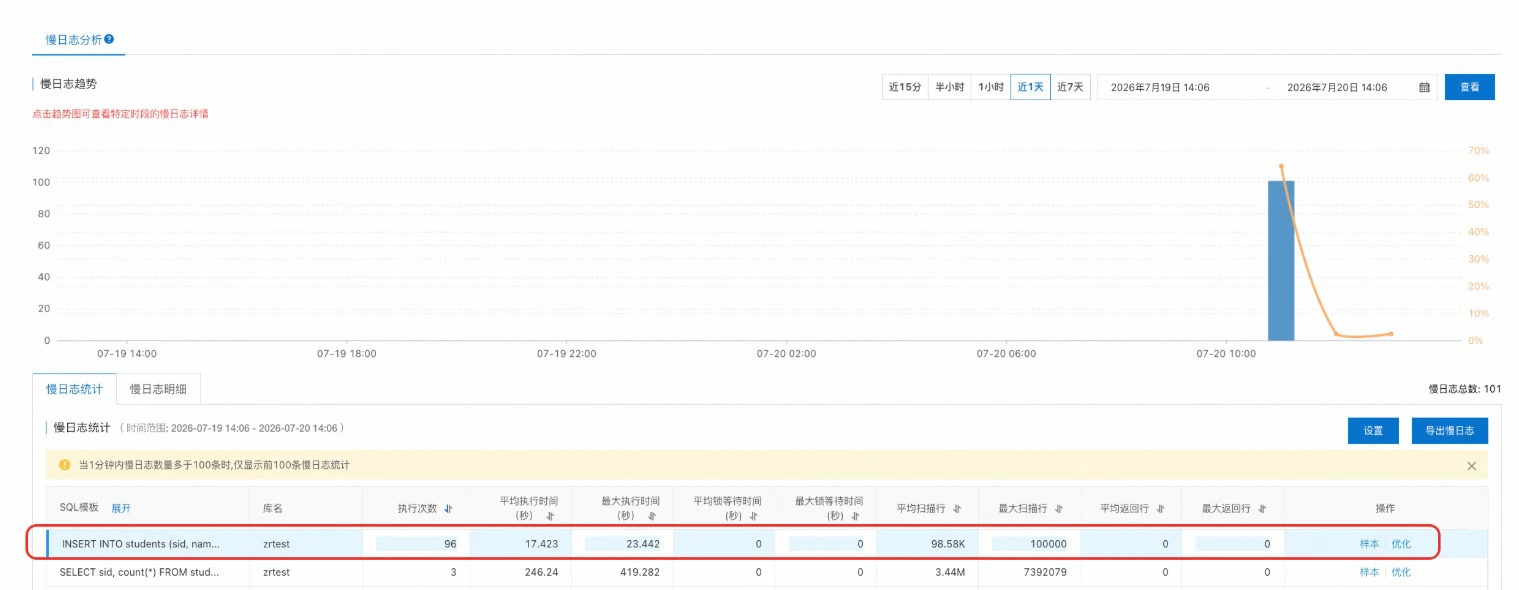 慢日志分析
慢日志趋势
近15分 半小时 1小时 近1天 近7天 2026年7月19日 14:06 - 2026年7月20日 14:06 查看
点击趋势图可查看特定时段的慢日志详情
120 70%
100 60%
80 50%
60 40%
40 30%
20 20%
0 10%
0%
07-19 14:00 07-19 18:00 07-19 22:00 07-20 02:00 07-20 06:00 07-20 10:00
慢日志统计 慢日志明细 慢日志总数: 101
慢日志统计 （时间范围: 2026-07-19 14:06 - 2026-07-20 14:06 ） 设置 导出慢日志
当1分钟内慢日志数量多于100条时,仅显示前100条慢日志统计
SQL模板 展开 库名 执行次数 平均执行时间（秒） 最大执行时间（秒） 平均锁等待时间（秒） 最大锁等待时间（秒） 平均扫描行 最大扫描行 平均返回行 最大返回行 操作
INSERT INTO students (sid, nam... zrtest 96 17.423 23.442 0 0 98.58K 100000 0 0 样本 优化
SELECT sid, count(*) FROM stud... zrtest 3 246.24 419.282 0 0 3.44M 7392079 0 0 样本 优化